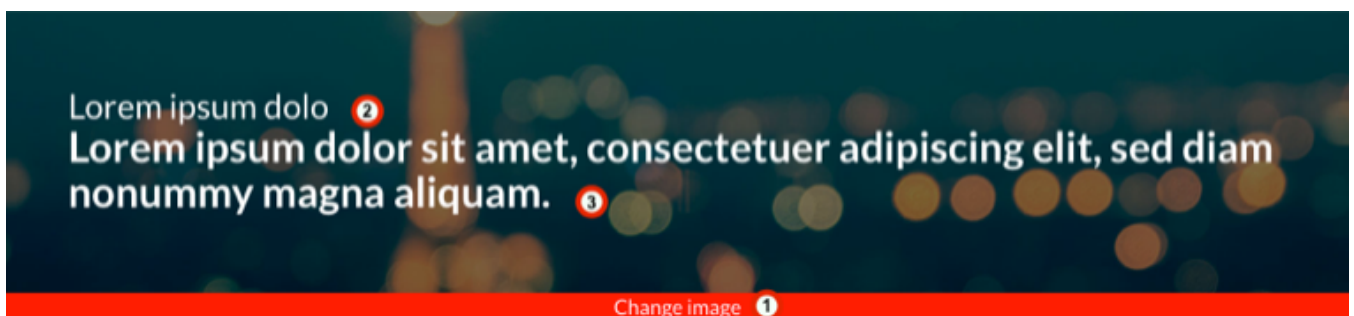 Lorem ipsum dolo 2
Lorem ipsum dolor sit amet, consectetuer adipiscing elit, sed diam
nonummy magna aliquam. 3
Change image 1